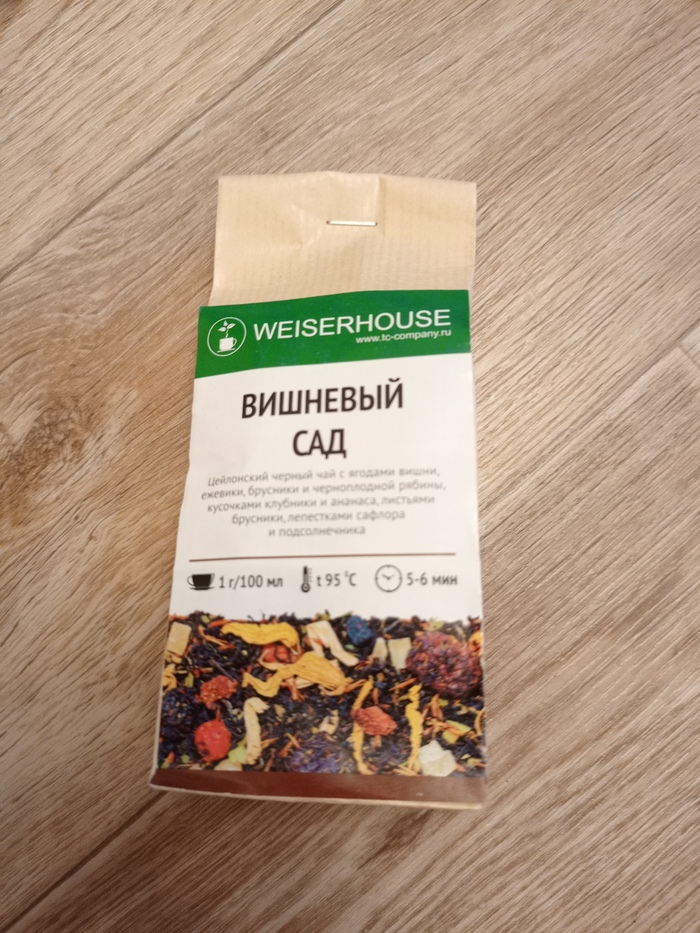 WEISERHOUSE
www.tc-company.ru
ВИШНЕВЫЙ
САД
Цейлонский черный чай с ягодами вишни,
ежевики, брусники и черноплодной рябины,
кусочками клубники и ананаса, листьями
брусники, лепестками сафлора
и подсолнечника
1 г/100 мл t 95 °C 5-6 мин